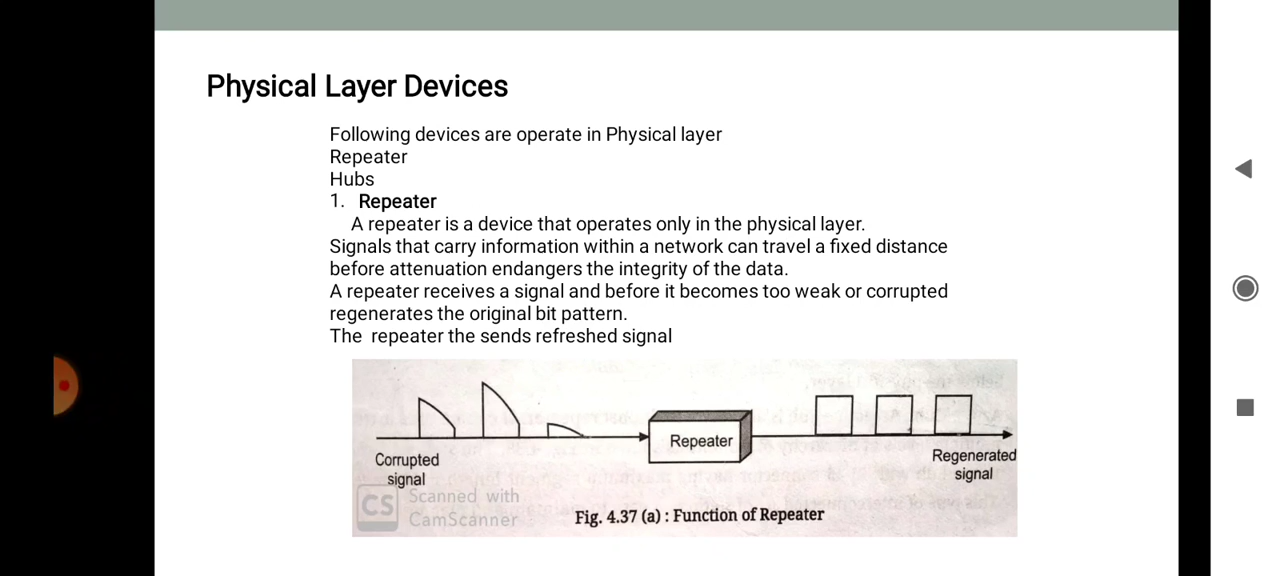 Physical Layer Devices
Following devices are operate in Physical layer
Repeater
Hubs
1. Repeater
A repeater is a device that operates only in the physical layer.
Signals that carry information within a network can travel a fixed distance
before attenuation endangers the integrity of the data.
A repeater receives a signal and before it becomes too weak or corrupted
regenerates the original bit pattern.
The repeater the sends refreshed signal
Repeater
Corrupted
signal
Regenerated
signal
CS
Scanned with
CamScanner
Fig. 4.37 (a) : Function of Repeater